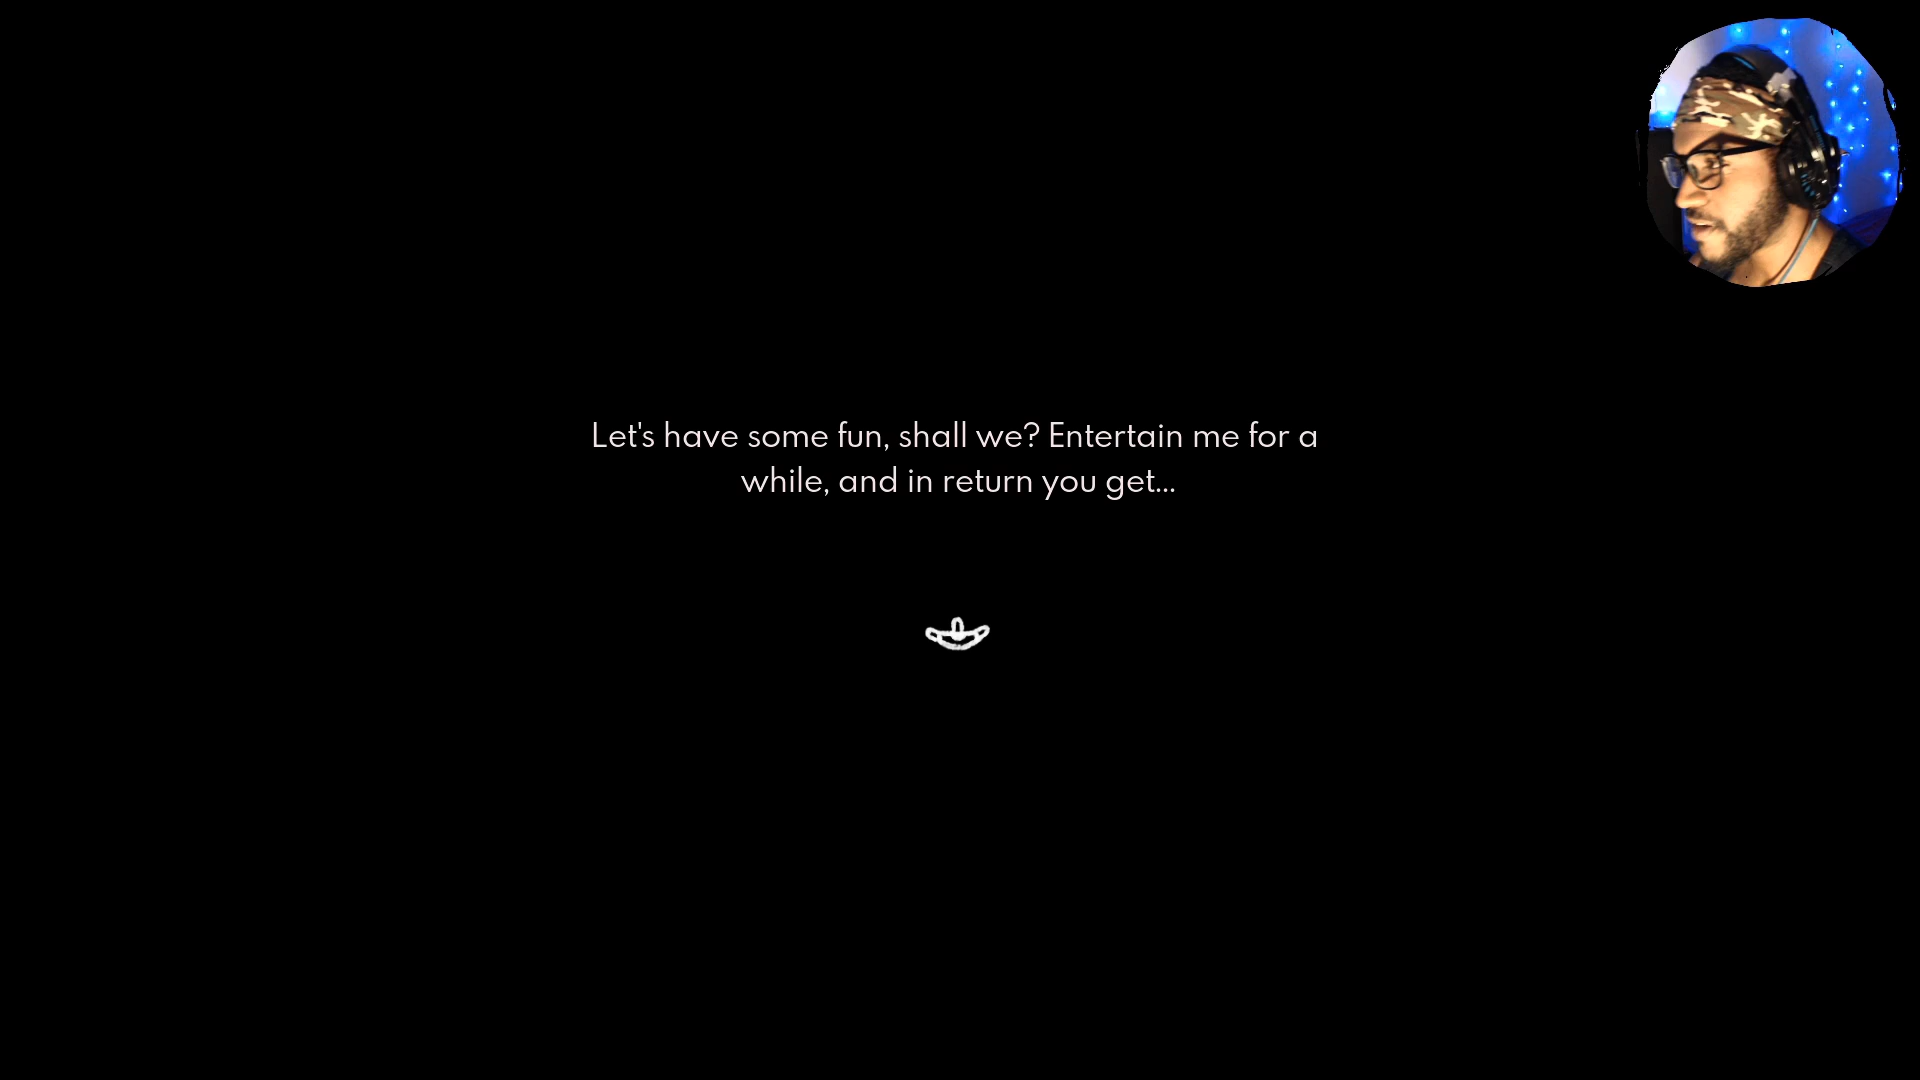 Let's have some fun, shall we? Entertain me for a
while, and in return you get...